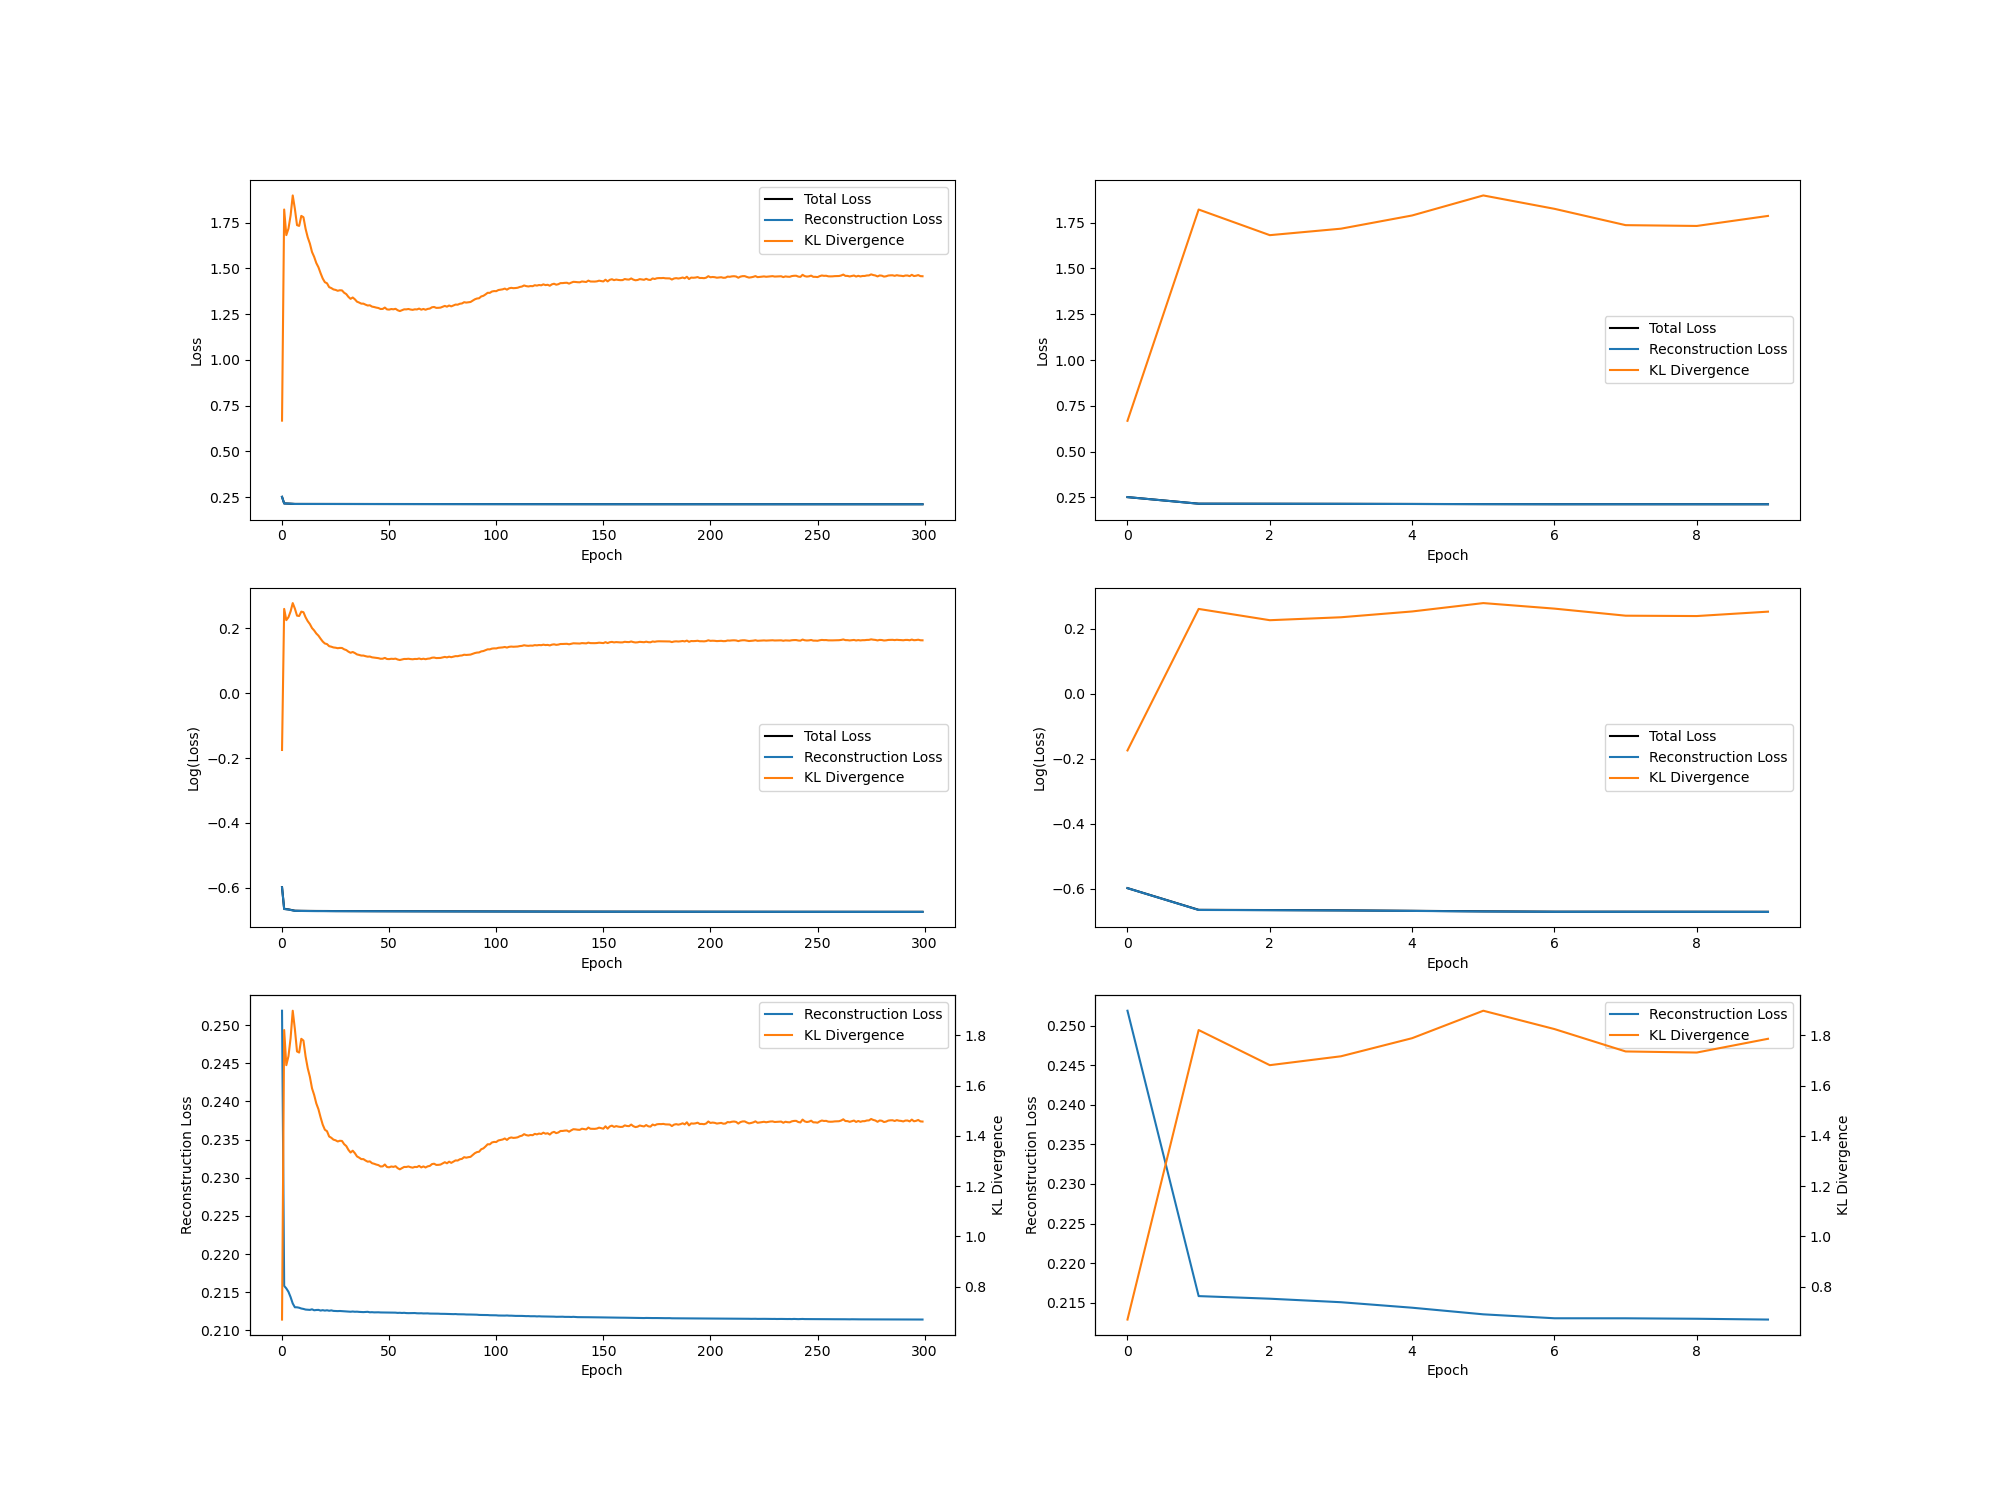 1.75
1.50
1.25
1.00
0.75
0.50
0.25
Loss
Total Loss
Reconstruction Loss
KL Divergence
0 50 100 150 200 250 300
Epoch
1.75
1.50
1.25
1.00
0.75
0.50
0.25
Loss
Total Loss
Reconstruction Loss
KL Divergence
0 2 4 6 8
Epoch
0.2
0.0
−0.2
−0.4
−0.6
Log(Loss)
Total Loss
Reconstruction Loss
KL Divergence
0 50 100 150 200 250 300
Epoch
0.2
0.0
−0.2
−0.4
−0.6
Log(Loss)
Total Loss
Reconstruction Loss
KL Divergence
0 2 4 6 8
Epoch
0.250
0.245
0.240
0.235
0.230
0.225
0.220
0.215
0.210
Reconstruction Loss
Reconstruction Loss
KL Divergence
1.8
1.6
1.4
1.2
1.0
0.8
KL Divergence
0 50 100 150 200 250 300
Epoch
0.250
0.245
0.240
0.235
0.230
0.225
0.220
0.215
Reconstruction Loss
Reconstruction Loss
KL Divergence
1.8
1.6
1.4
1.2
1.0
0.8
KL Divergence
0 2 4 6 8
Epoch